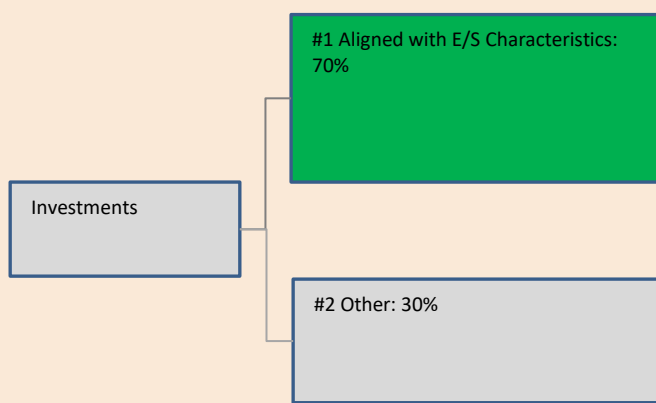 #1 Aligned with E/S Characteristics:
70%
Investments
#2 Other: 30%